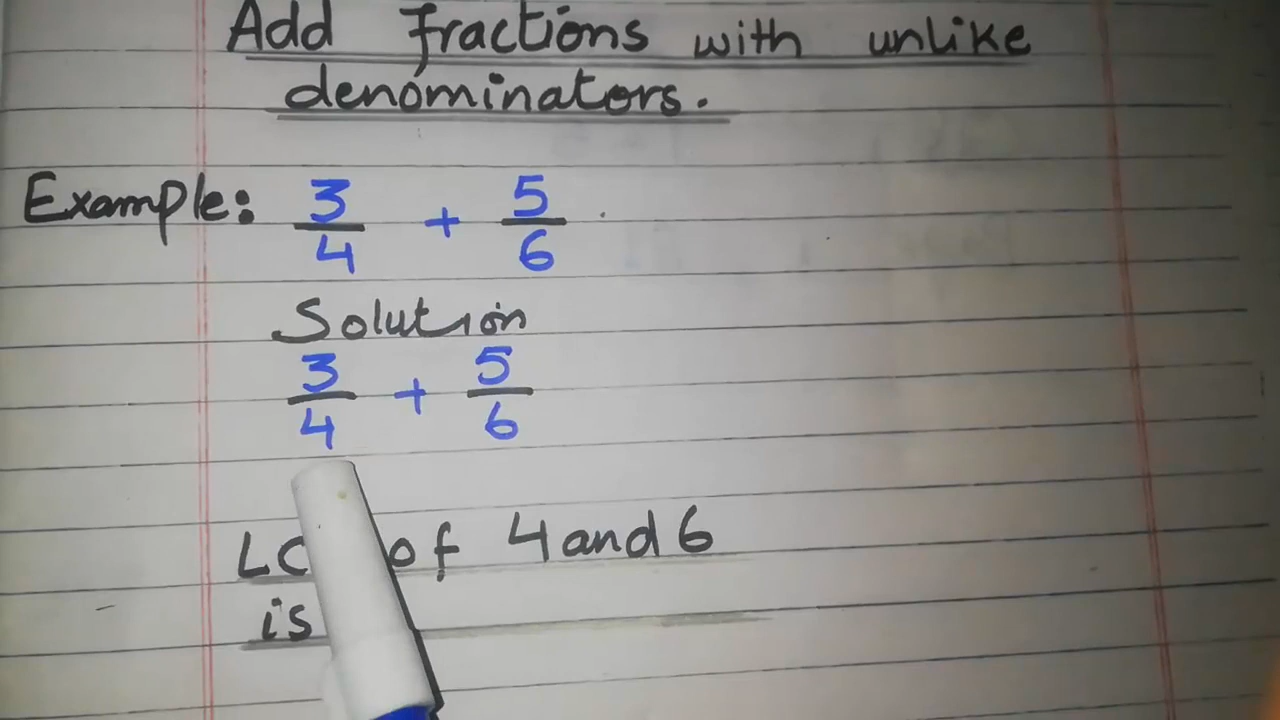 Add fractions with unlike
denominators.
Example: 3/4 + 5/6
Solution
3/4 + 5/6
of 4 and 6
is